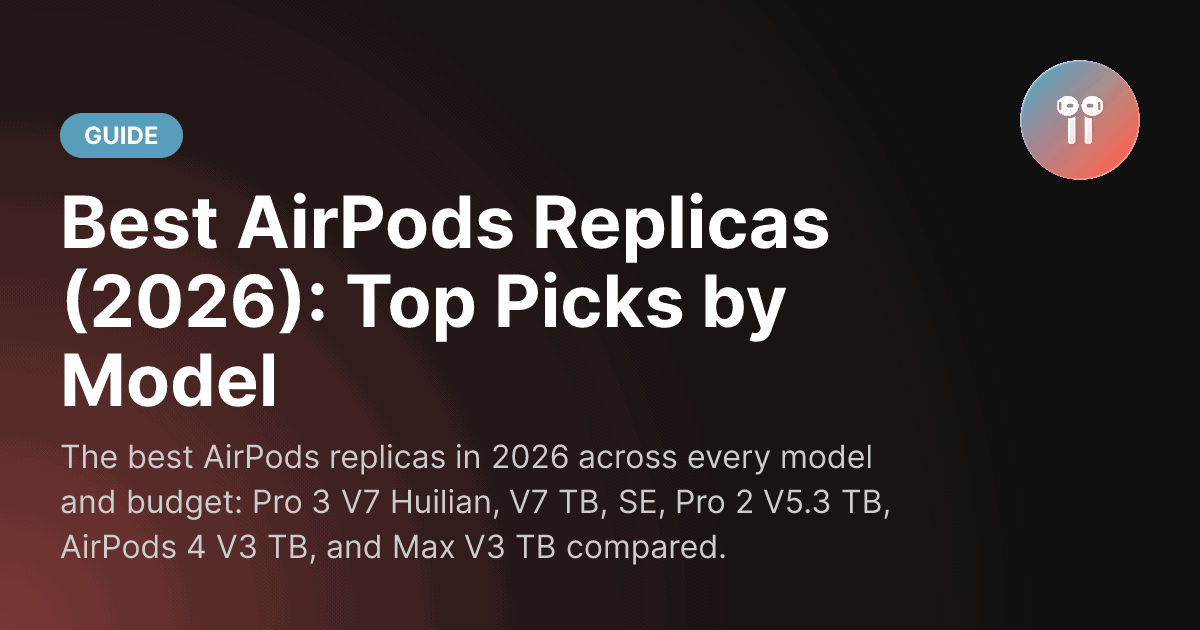 GUIDE
Best AirPods Replicas
(2026): Top Picks by
Model
The best AirPods replicas in 2026 across every model
and budget: Pro 3 V7 Huilian, V7 TB, SE, Pro 2 V5.3 TB,
AirPods 4 V3 TB, and Max V3 TB compared.